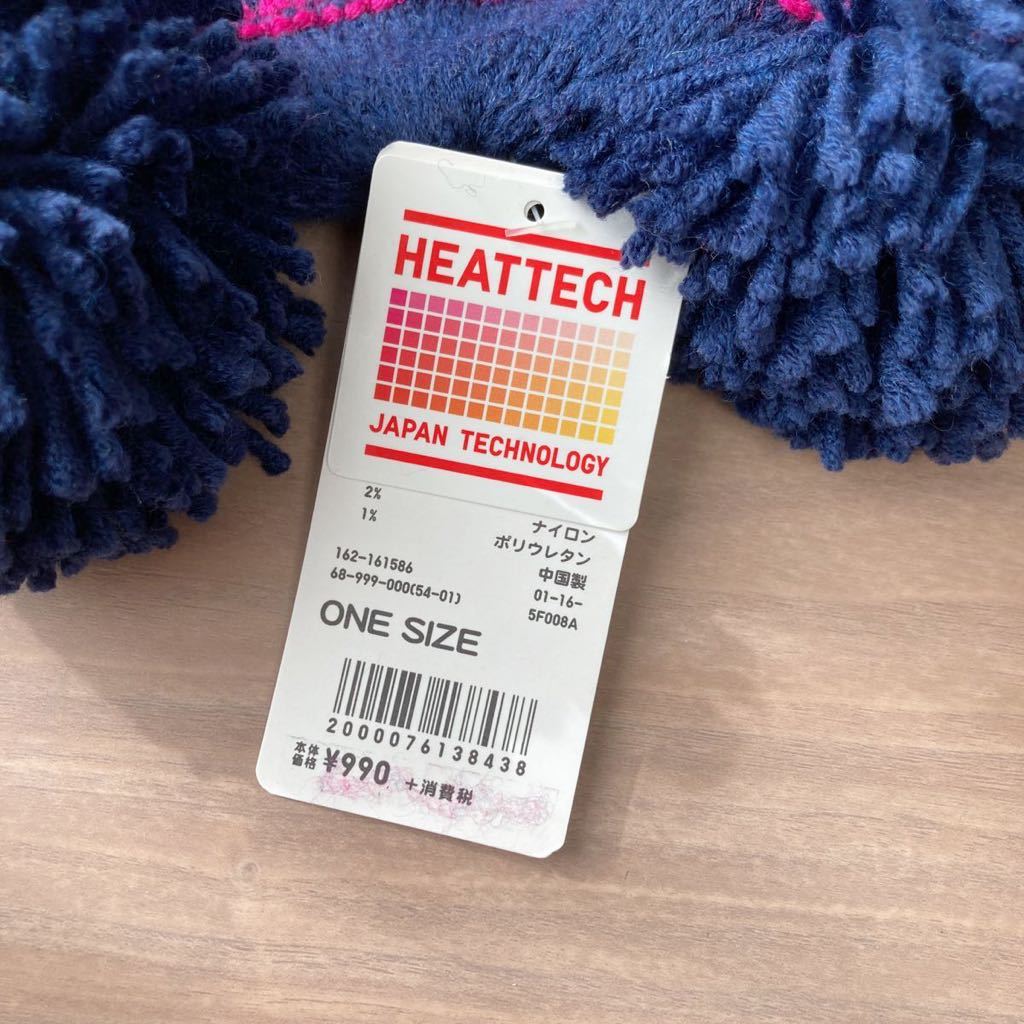 HEATTECH
JAPAN TECHNOLOGY
2% ナイロン
1% ポリウレタン
中国製
162-161586 01-16-
68-999-000(54-01) 5F008A
ONE SIZE
2000076138438
本体価格 ¥990 +消費税